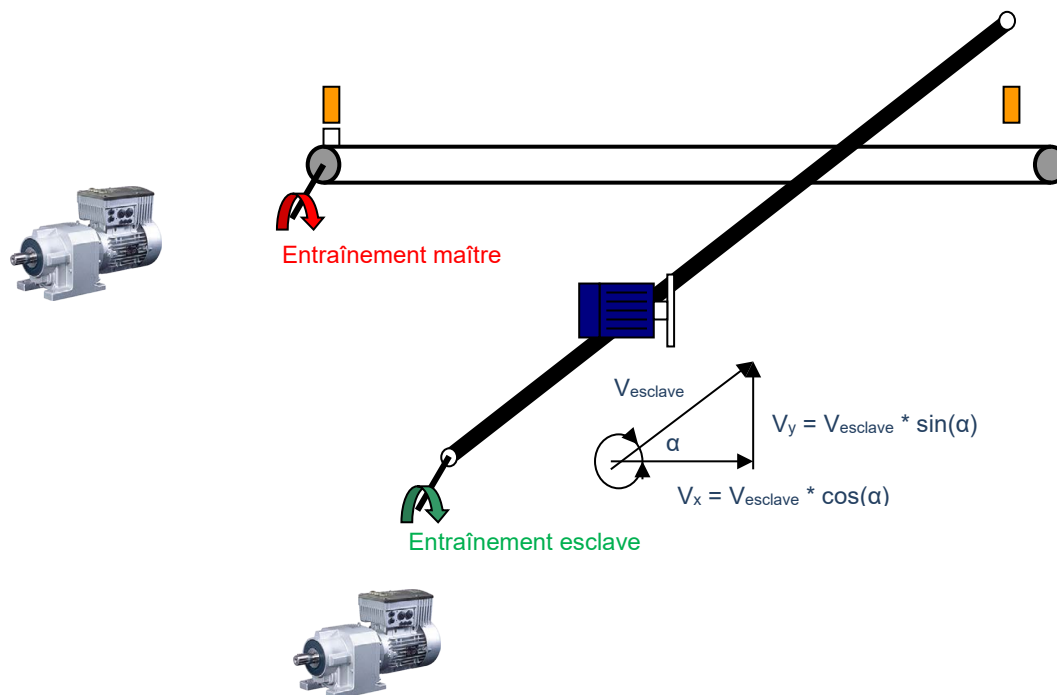 Entraînement maître
Vesclave
Vy = Vesclave * sin(α)
α
Vx = Vesclave * cos(α)
Entraînement esclave